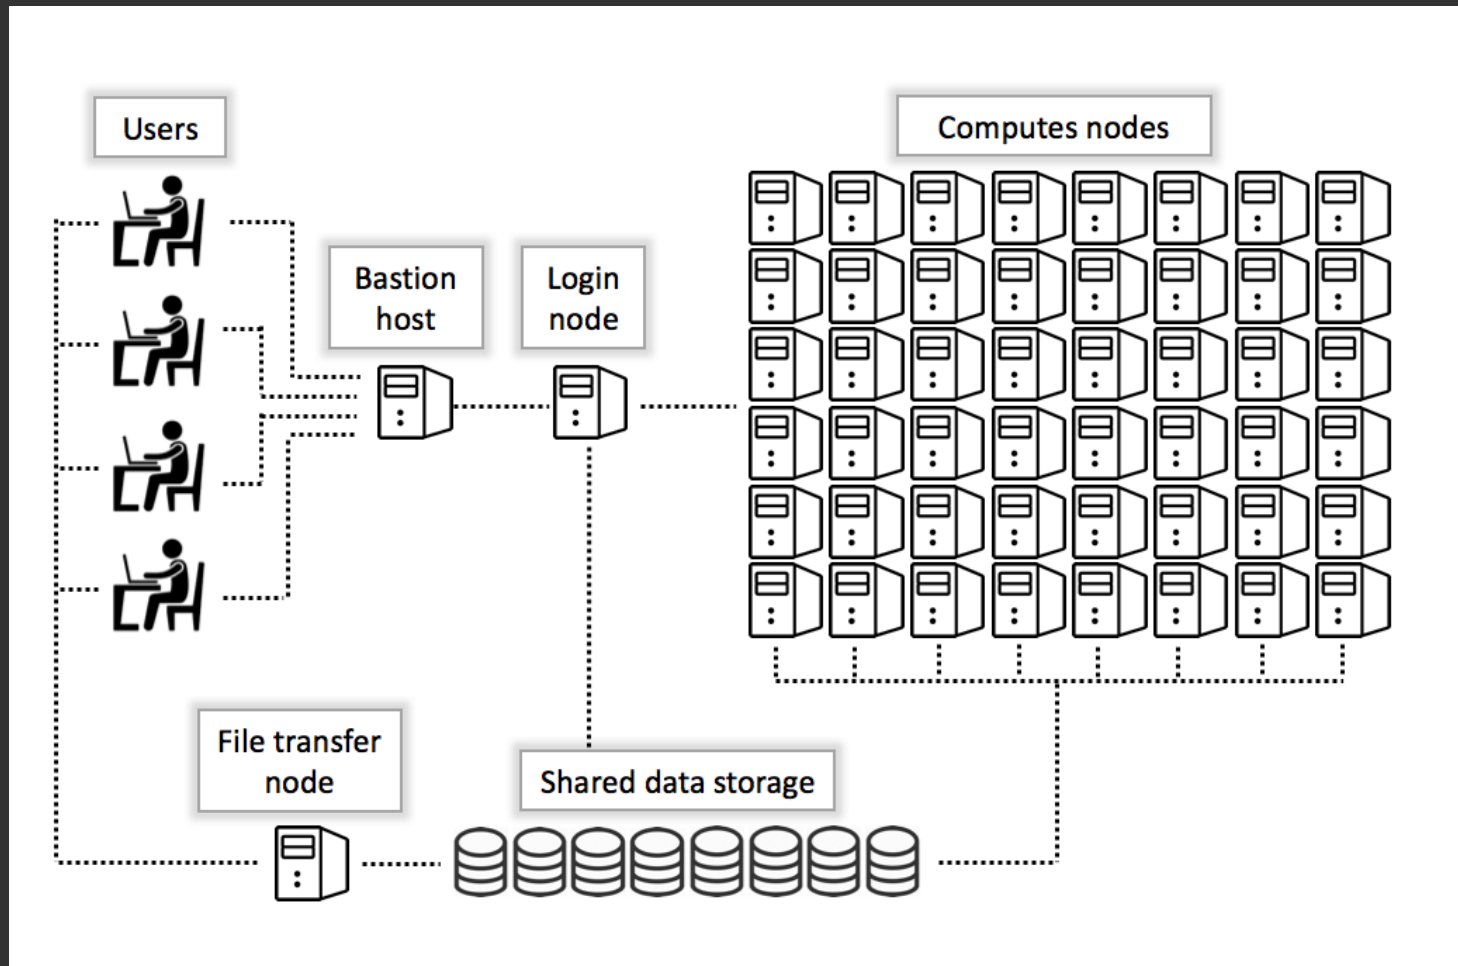 Users
Computes nodes
Bastion
host
Login
node
File transfer
node
Shared data storage